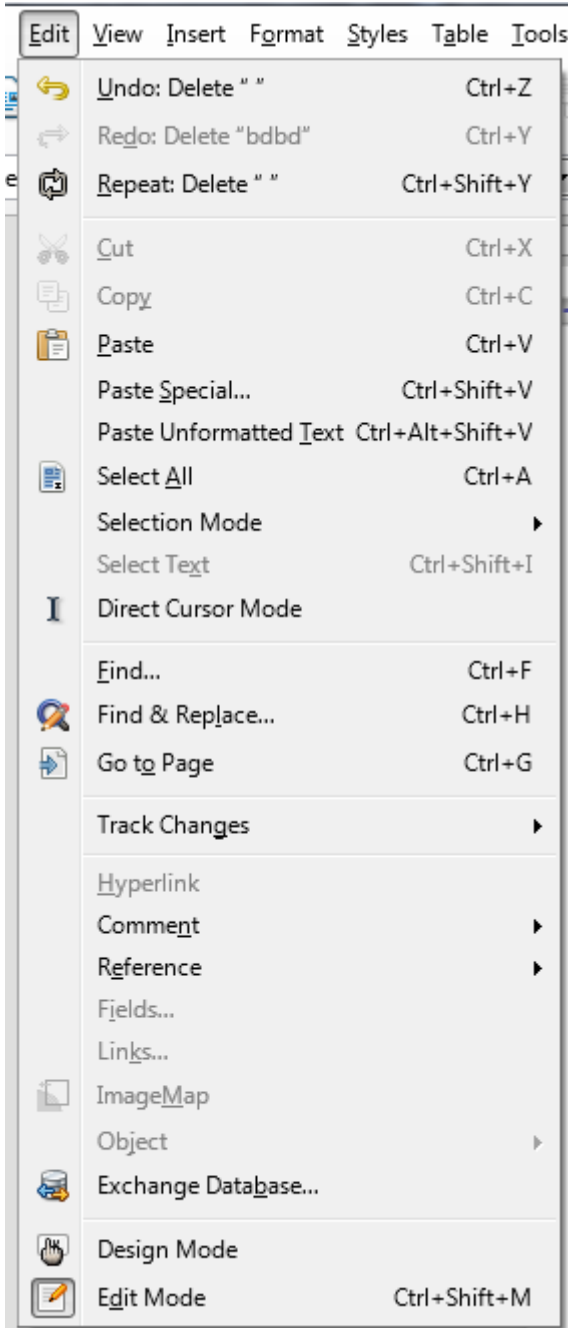 Edit View Insert Format Styles Table Tools
Undo: Delete “ ” Ctrl+Z
Redo: Delete “bdbd” Ctrl+Y
Repeat: Delete “ ” Ctrl+Shift+Y
Cut Ctrl+X
Copy Ctrl+C
Paste Ctrl+V
Paste Special... Ctrl+Shift+V
Paste Unformatted Text Ctrl+Alt+Shift+V
Select All Ctrl+A
Selection Mode
Select Text Ctrl+Shift+I
Direct Cursor Mode
Find... Ctrl+F
Find & Replace... Ctrl+H
Go to Page Ctrl+G
Track Changes
Hyperlink
Comment
Reference
Fields...
Links...
ImageMap
Object
Exchange Database...
Design Mode
Edit Mode Ctrl+Shift+M